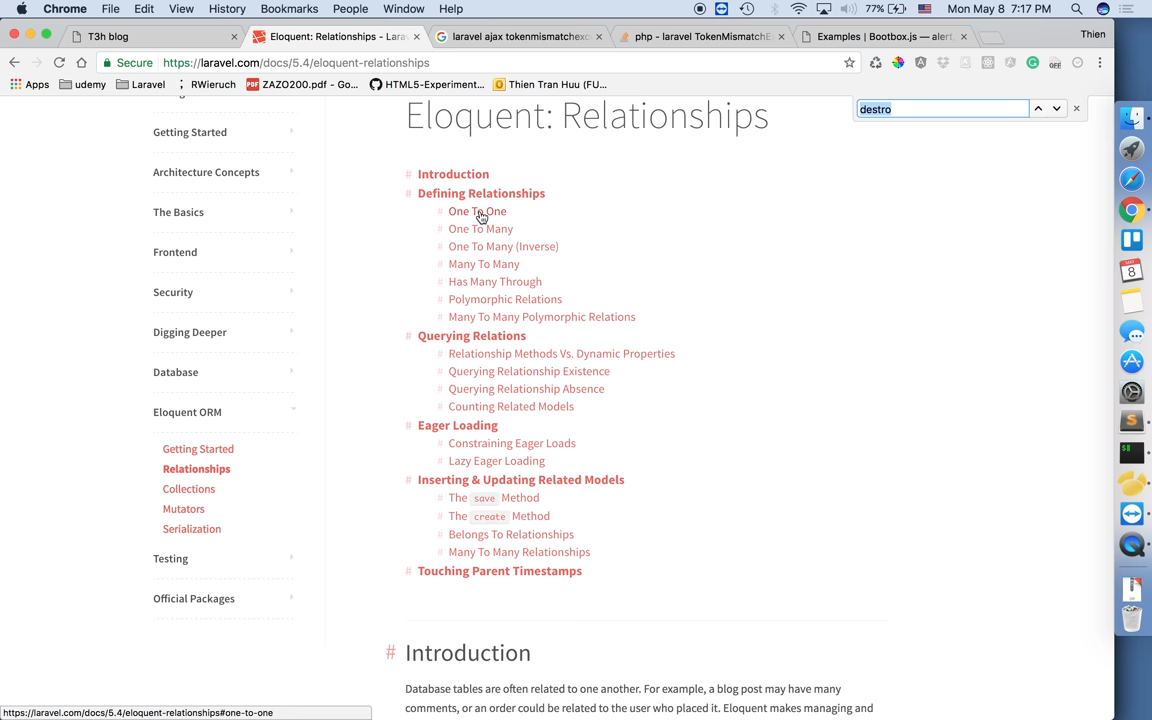 Chrome File Edit View History Bookmarks People Window Help 77% Mon May 8 7:17 PM
T3h blog
Eloquent: Relationships - Lara
laravel ajax tokenmismatchexc
php - laravel TokenMismatchE
Examples | Bootbox.js — alert,
Thien
Secure https://laravel.com/docs/5.4/eloquent-relationships
Apps udemy Laravel RWieruch PDF ZAZO200.pdf - Go... HTML5-Experiment... Thien Tran Huu (FU...
destro
Eloquent: Relationships
Getting Started
Architecture Concepts
The Basics
Frontend
Security
Digging Deeper
Database
Eloquent ORM
Getting Started
Relationships
Collections
Mutators
Serialization
Testing
Official Packages
# Introduction
# Defining Relationships
# One To One
# One To Many
# One To Many (Inverse)
# Many To Many
# Has Many Through
# Polymorphic Relations
# Many To Many Polymorphic Relations
# Querying Relations
# Relationship Methods Vs. Dynamic Properties
# Querying Relationship Existence
# Querying Relationship Absence
# Counting Related Models
# Eager Loading
# Constraining Eager Loads
# Lazy Eager Loading
# Inserting & Updating Related Models
# The save Method
# The create Method
# Belongs To Relationships
# Many To Many Relationships
# Touching Parent Timestamps
# Introduction
Database tables are often related to one another. For example, a blog post may have many
comments, or an order could be related to the user who placed it. Eloquent makes managing and
https://laravel.com/docs/5.4/eloquent-relationships#one-to-one